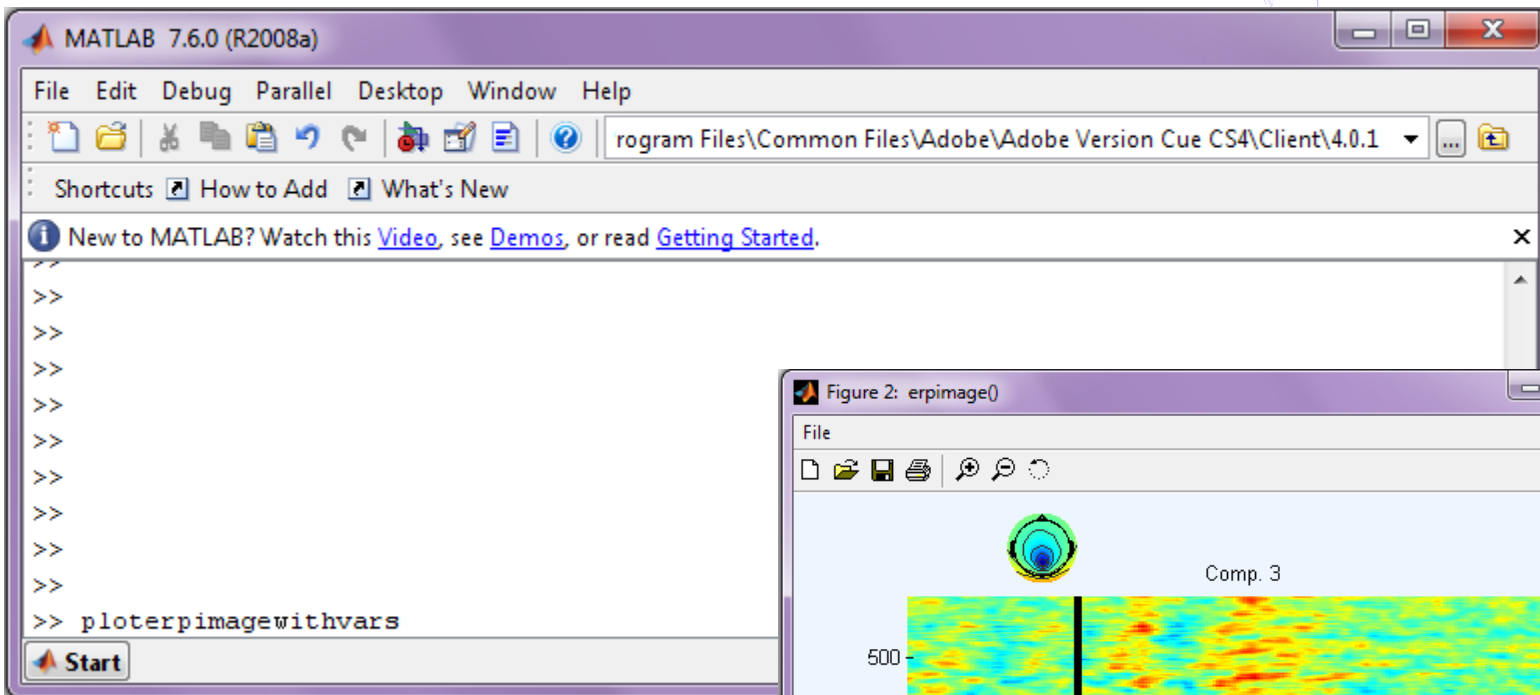 MATLAB 7.6.0 (R2008a)
File Edit Debug Parallel Desktop Window Help
rogram Files\Common Files\Adobe\Adobe Version Cue CS4\Client\4.0.1 ...
Shortcuts How to Add What's New
New to MATLAB? Watch this Video, see Demos, or read Getting Started.
>>
>>
>>
>>
>>
>>
>>
>>
>>
>>
>> ploterpimagewithvars
Start
Figure 2: erpimage()
File
Comp. 3
500